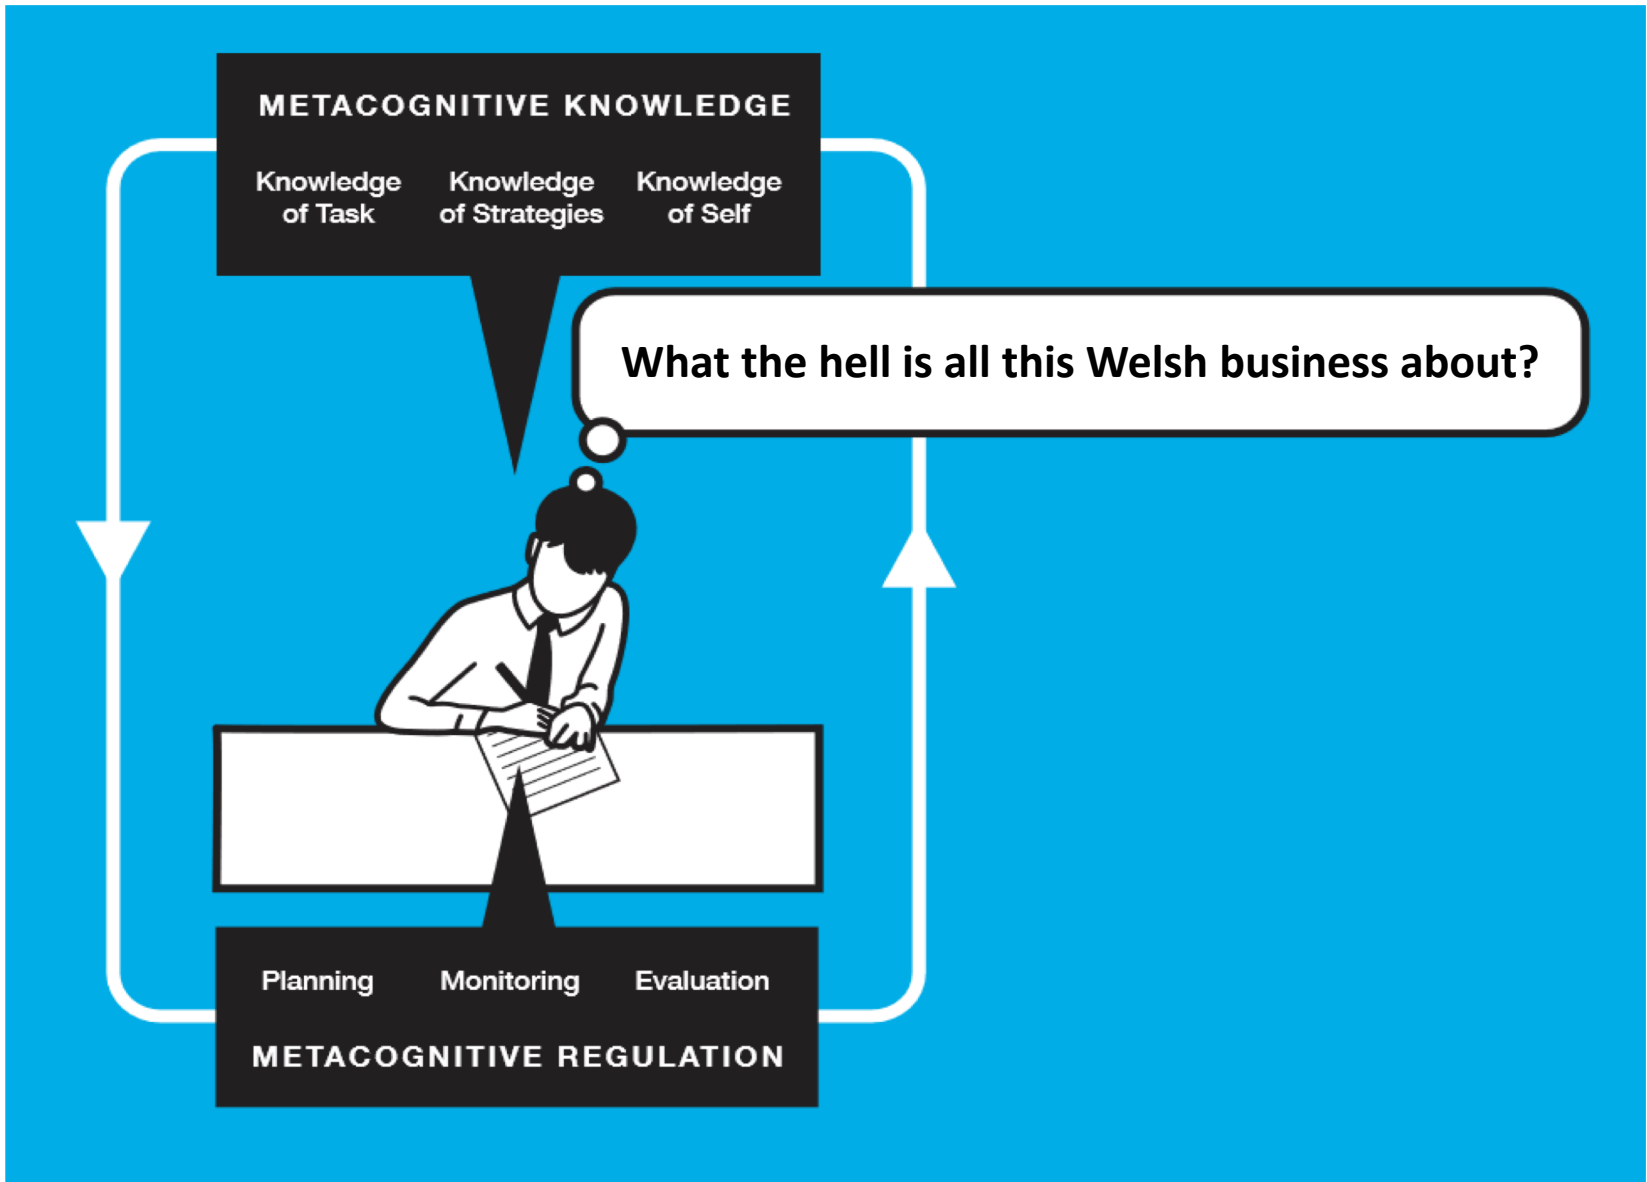 METACOGNITIVE KNOWLEDGE
Knowledge
of Task
Knowledge
of Strategies
Knowledge
of Self
What the hell is all this Welsh business about?
Planning
Monitoring
Evaluation
METACOGNITIVE REGULATION